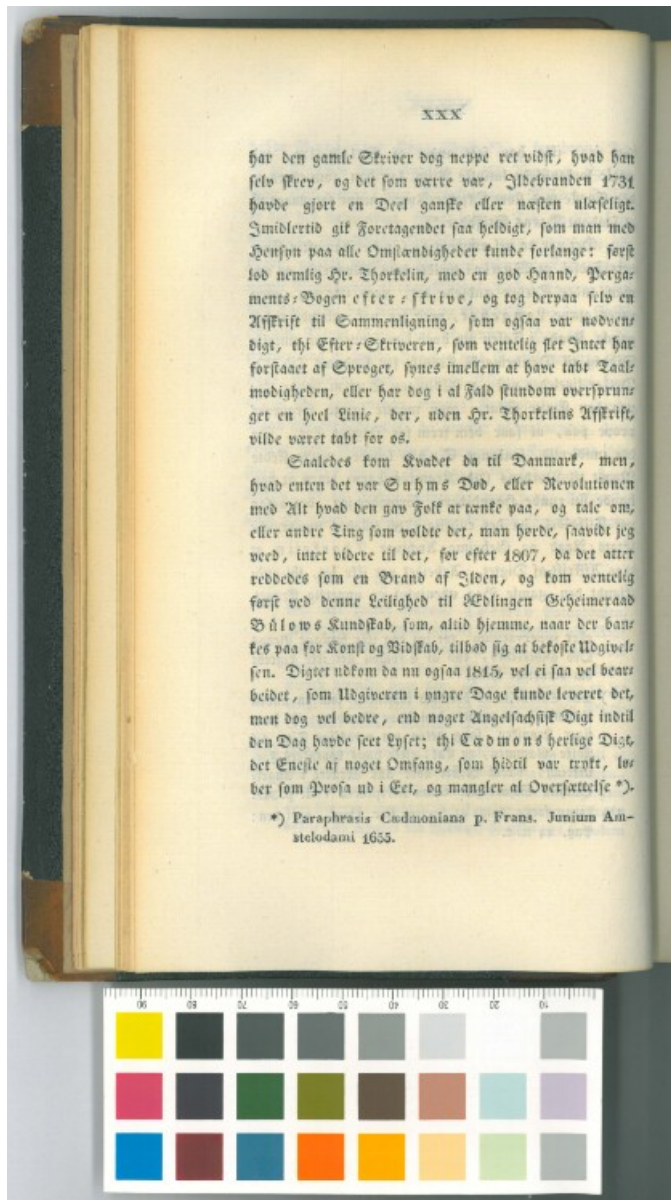 XXX
har den gamle Skriver dog neppe ret vidst, hvad han
selv skrev, og det som værre var, Ildebranden 1731
havde gjort en Deel ganske eller næsten ulæseligt.
Imidlertid gik Foretagendet saa heldigt, som man med
Hensyn paa alle Omstændigheder kunde forlange: først
lod nemlig Hr. Thorkelin, med en god Haand, Perga-
ments-Bogen efter-skrive, og tog derpaa selv en
Afskrift til Sammenligning, som ogsaa var nødven-
digt, thi Efter-Skriveren, som ventelig slet Intet har
forstaaet af Sproget, synes imellem at have tabt Taal-
modigheden, eller har dog i al Fald stundom oversprun-
get en heel Linie, der, uden Hr. Thorkelins Afskrift,
vilde været tabt for os.
Saaledes kom Kvadet da til Danmark, men,
hvad enten det var Suhms Død, eller Revolutionen
med Alt hvad den gav Folk at tænke paa, og tale om,
eller andre Ting som voldte det, man hørde, saavidt jeg
veed, intet videre til det, før efter 1807, da det atter
reddedes som en Brand af Ilden, og kom ventelig
først ved denne Leilighed til Ædlingen Geheimeraad
Bülows Kundskab, som, altid hjemme, naar der ban-
kes paa for Konst og Vidskab, tilbød sig at bekoste Udgivel-
sen. Digtet udkom da nu ogsaa 1815, vel ei saa vel bear-
beidet, som Udgiveren i yngre Dage kunde leveret det,
men dog vel bedre, end noget Angelsachsisk Digt indtil
den Dag havde seet Lyset; thi Cædmons herlige Digt,
det Eneste af noget Omfang, som hidtil var trykt, lø-
ber som Prosa ud i Eet, og mangler al Oversættelse *).
*) Paraphrasis Cædmoniana p. Frans. Junium Am-
stelodami 1655.
90 80 70 60 50 40 30 20 10